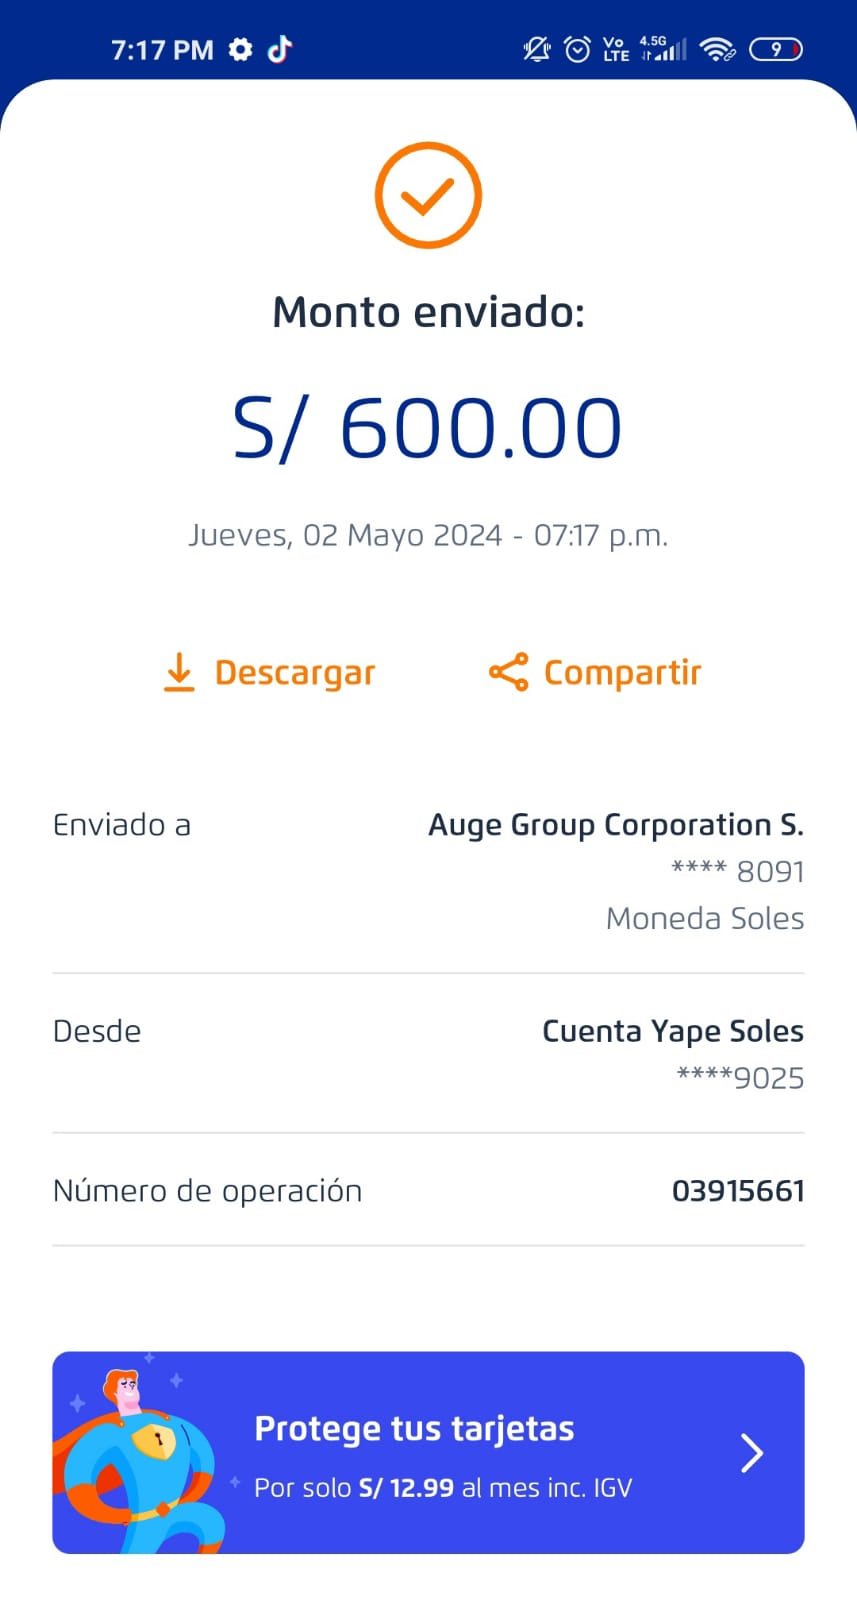 7:17 PM
Vo LTE 4.5G 9
Monto enviado:
S/ 600.00
Jueves, 02 Mayo 2024 - 07:17 p.m.
Descargar Compartir
Enviado a Auge Group Corporation S.
**** 8091
Moneda Soles
Desde Cuenta Yape Soles
****9025
Número de operación 03915661
Protege tus tarjetas
Por solo S/ 12.99 al mes inc. IGV